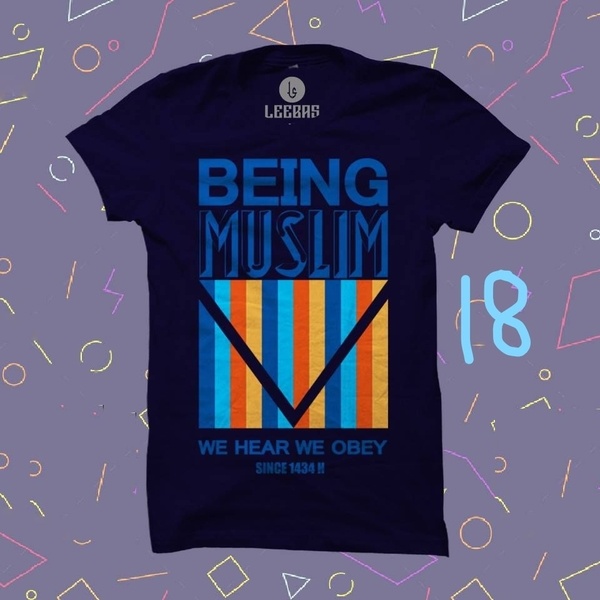 LEEBAS
BEING
MUSLIM
WE HEAR WE OBEY
SINCE 1434 H
18